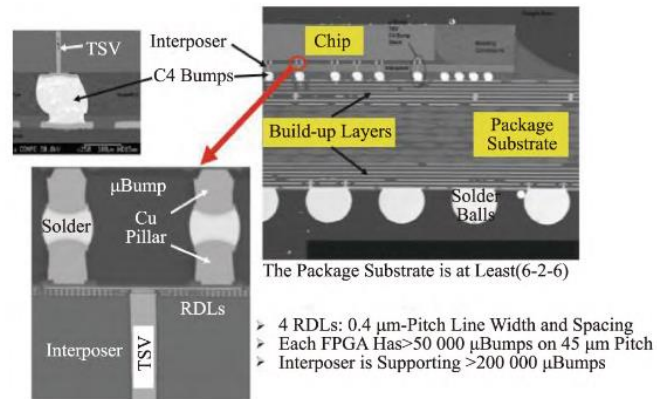 TSV
Interposer
C4 Bumps
Chip
Build-up Layers
Package
Substrate
Solder
Balls
μBump
Solder
Cu
Pillar
RDLs
Interposer
TSV
The Package Substrate is at Least(6-2-6)
➢ 4 RDLs: 0.4 μm-Pitch Line Width and Spacing
➢ Each FPGA Has>50 000 μBumps on 45 μm Pitch
➢ Interposer is Supporting >200 000 μBumps